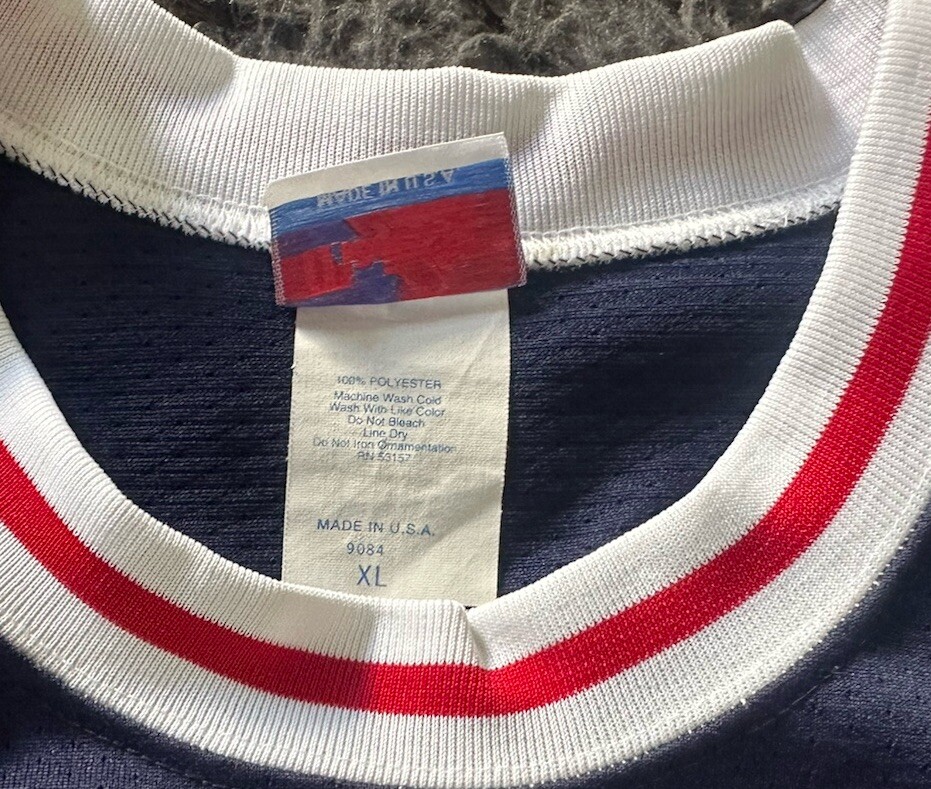 MADE IN U.S.A
100% POLYESTER
Machine Wash Cold
Wash With Like Color
Do Not Bleach
Line Dry
Do Not Iron Ornamentation
RN 53157
MADE IN U.S.A.
9084
XL